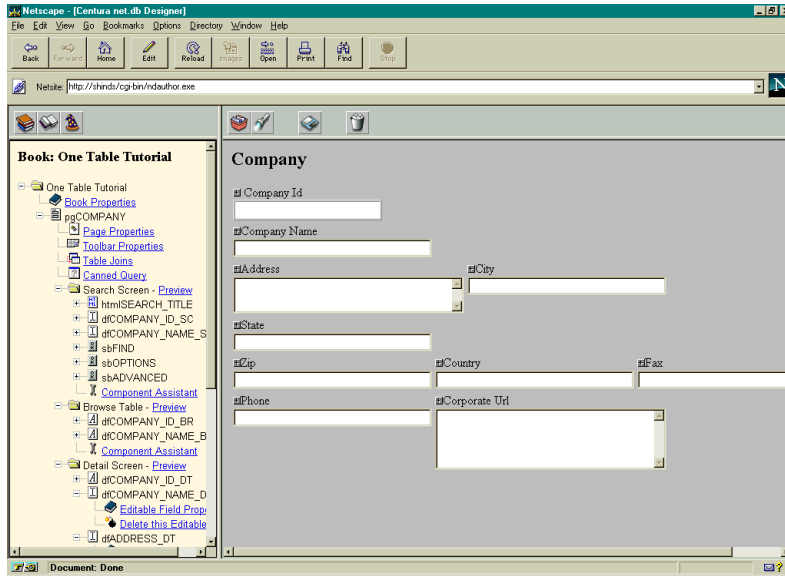 Netscape - [Centura net.db Designer]
File Edit View Go Bookmarks Options Directory Window Help
Back Forward Home Edit Reload Images Open Print Find Stop
Netsite: http://shinds/cgi-bin/ndauthor.exe
N
Book: One Table Tutorial
One Table Tutorial
Book Properties
pgCOMPANY
Page Properties
Toolbar Properties
Table Joins
Canned Query
Search Screen - Preview
htmlSEARCH_TITLE
dfCOMPANY_ID_SC
dfCOMPANY_NAME_S
sbFIND
sbOPTIONS
sbADVANCED
Component Assistant
Browse Table - Preview
dfCOMPANY_ID_BR
dfCOMPANY_NAME_B
Component Assistant
Detail Screen - Preview
dfCOMPANY_ID_DT
dfCOMPANY_NAME_D
Editable Field Prope
Delete this Editable
dfADDRESS_DT
Company
Company Id
Company Name
Address City
State
Zip Country Fax
Phone Corporate Url
Document: Done